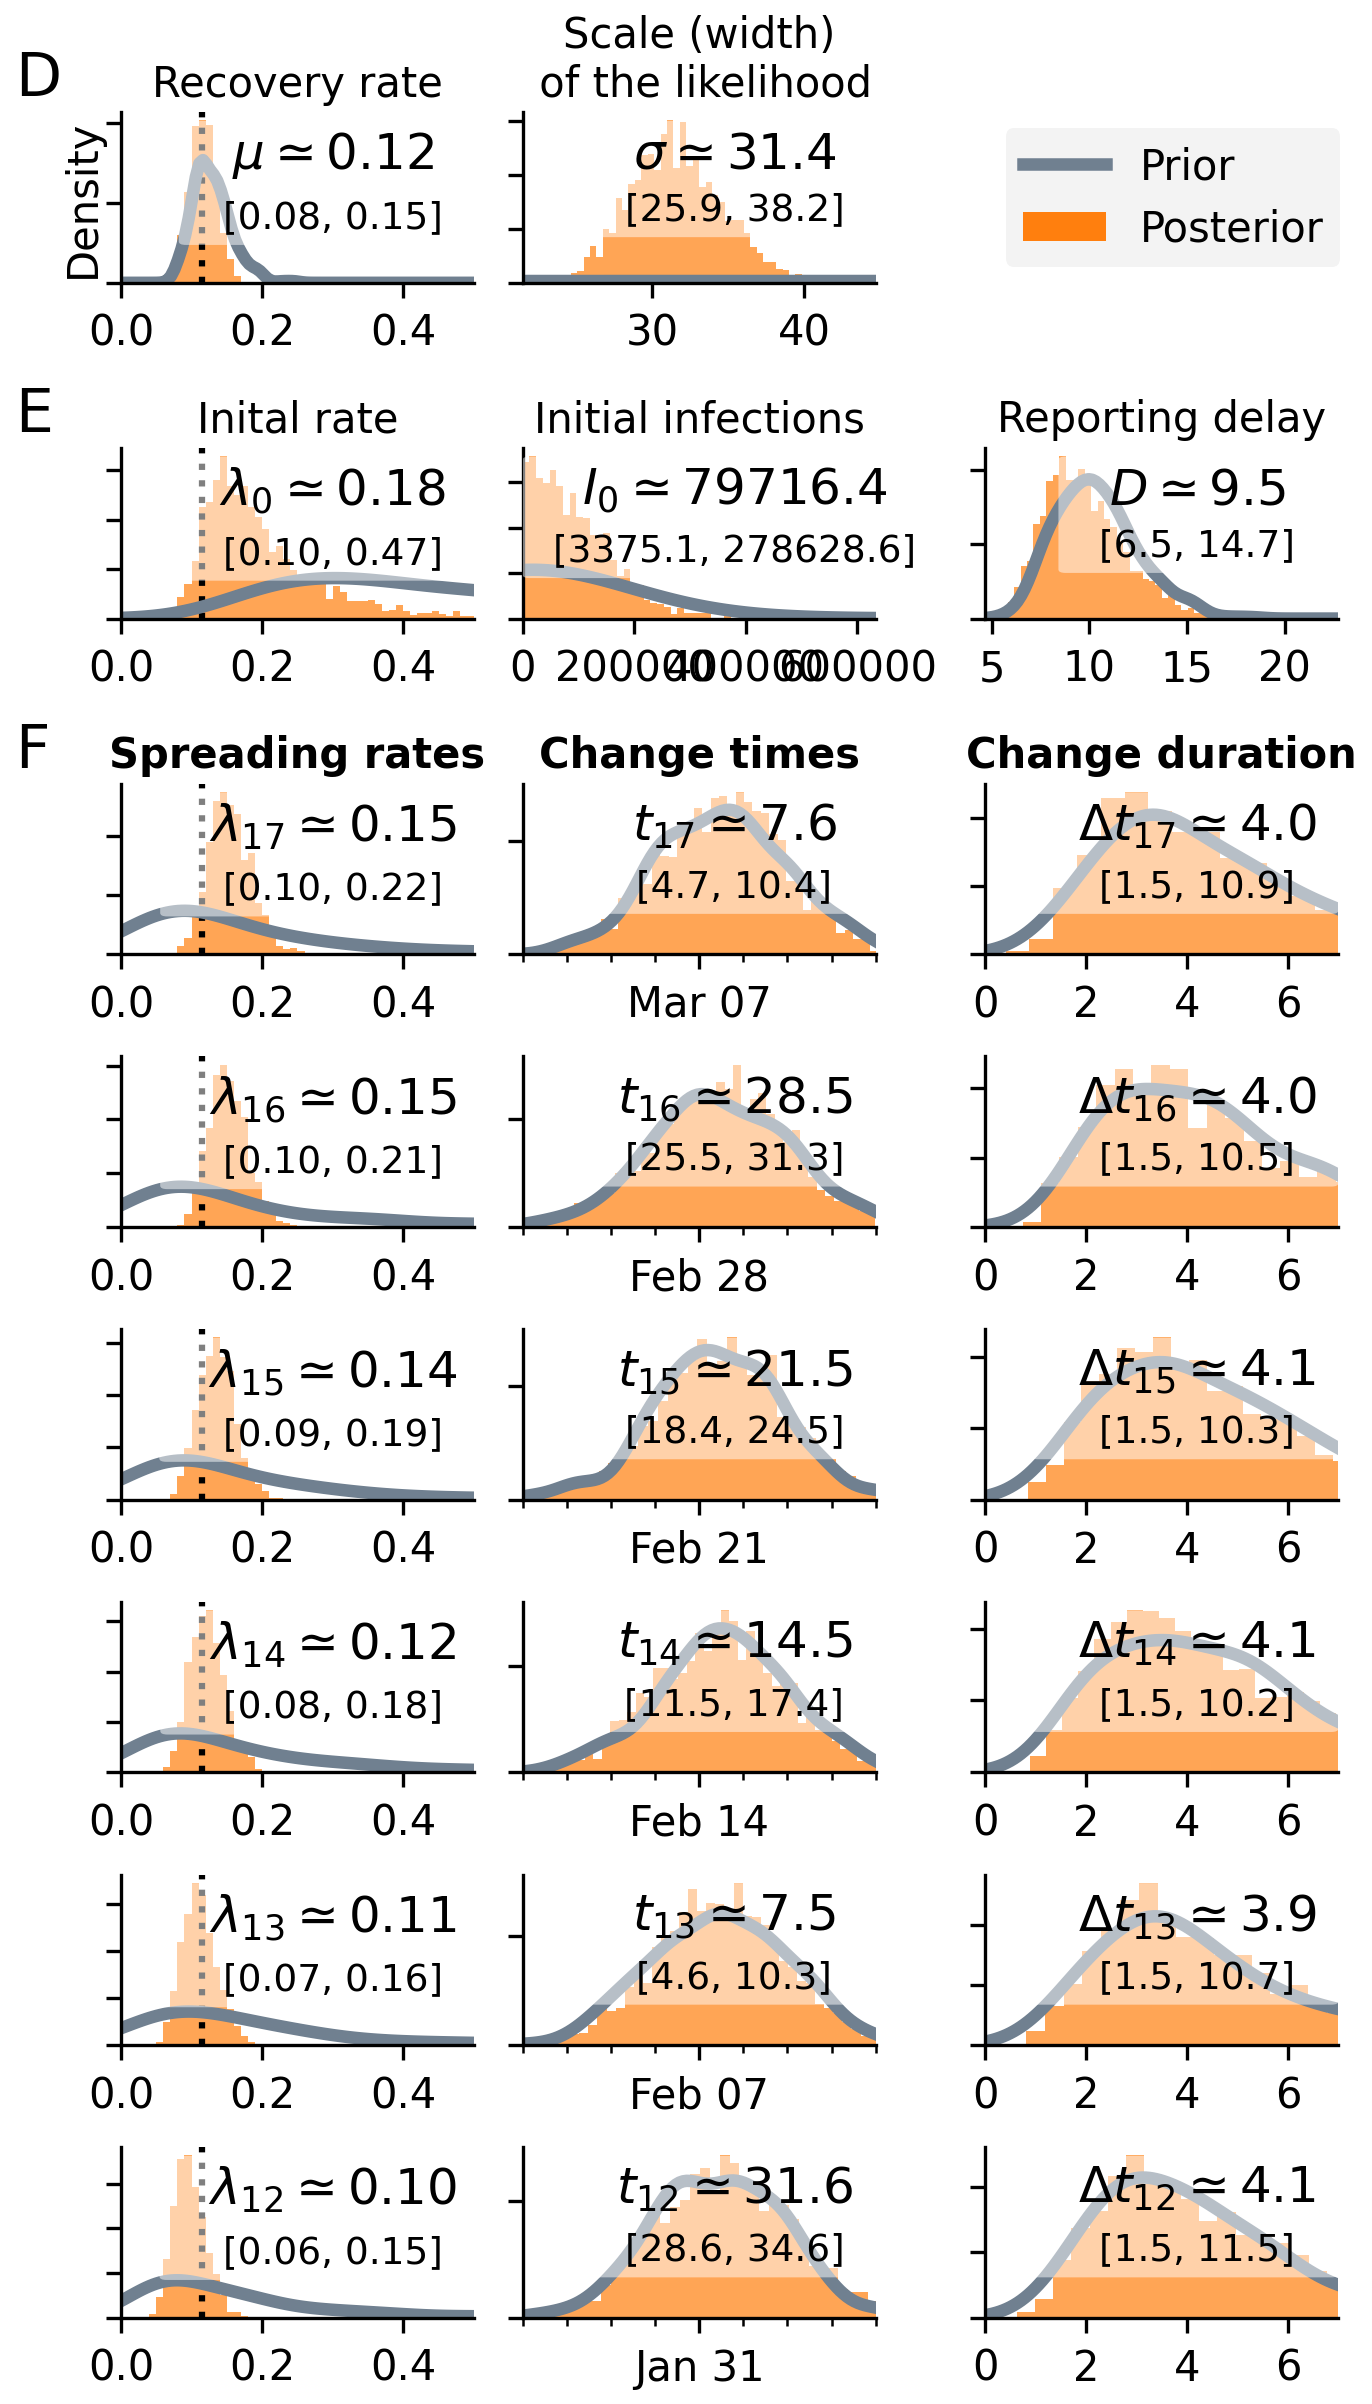 D
Recovery rate
Scale (width)
of the likelihood
Density
μ ≃ 0.12
[0.08, 0.15]
0.0 0.2 0.4
σ ≃ 31.4
[25.9, 38.2]
30 40
Prior
Posterior
E
Inital rate
λ0 ≃ 0.18
[0.10, 0.47]
0.0 0.2 0.4
Initial infections
I0 ≃ 79716.4
[3375.1, 278628.6]
0 200000 400000 600000
Reporting delay
D ≃ 9.5
[6.5, 14.7]
5 10 15 20
F
Spreading rates
Change times
Change duration
λ17 ≃ 0.15
[0.10, 0.22]
0.0 0.2 0.4
t17 ≃ 7.6
[4.7, 10.4]
Mar 07
Δt17 ≃ 4.0
[1.5, 10.9]
0 2 4 6
λ16 ≃ 0.15
[0.10, 0.21]
0.0 0.2 0.4
t16 ≃ 28.5
[25.5, 31.3]
Feb 28
Δt16 ≃ 4.0
[1.5, 10.5]
0 2 4 6
λ15 ≃ 0.14
[0.09, 0.19]
0.0 0.2 0.4
t15 ≃ 21.5
[18.4, 24.5]
Feb 21
Δt15 ≃ 4.1
[1.5, 10.3]
0 2 4 6
λ14 ≃ 0.12
[0.08, 0.18]
0.0 0.2 0.4
t14 ≃ 14.5
[11.5, 17.4]
Feb 14
Δt14 ≃ 4.1
[1.5, 10.2]
0 2 4 6
λ13 ≃ 0.11
[0.07, 0.16]
0.0 0.2 0.4
t13 ≃ 7.5
[4.6, 10.3]
Feb 07
Δt13 ≃ 3.9
[1.5, 10.7]
0 2 4 6
λ12 ≃ 0.10
[0.06, 0.15]
0.0 0.2 0.4
t12 ≃ 31.6
[28.6, 34.6]
Jan 31
Δt12 ≃ 4.1
[1.5, 11.5]
0 2 4 6